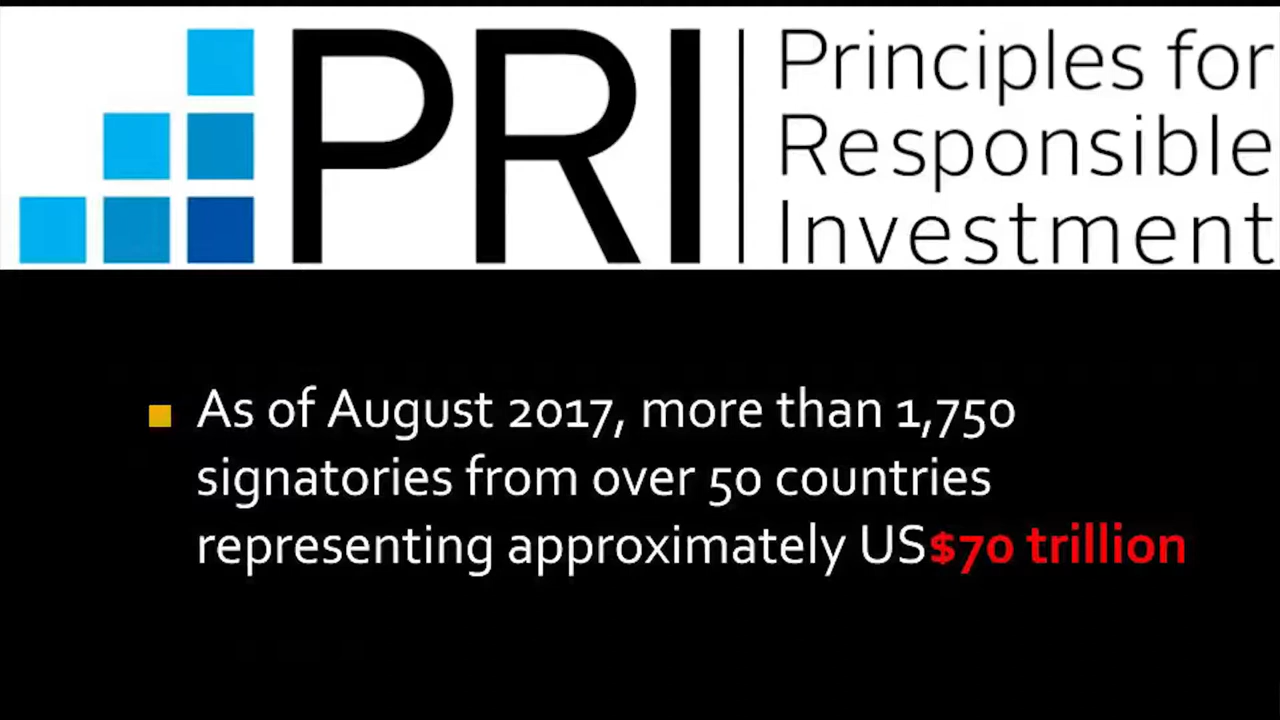 PRI
Principles for
Responsible
Investment
As of August 2017, more than 1,750
signatories from over 50 countries
representing approximately US$70 trillion